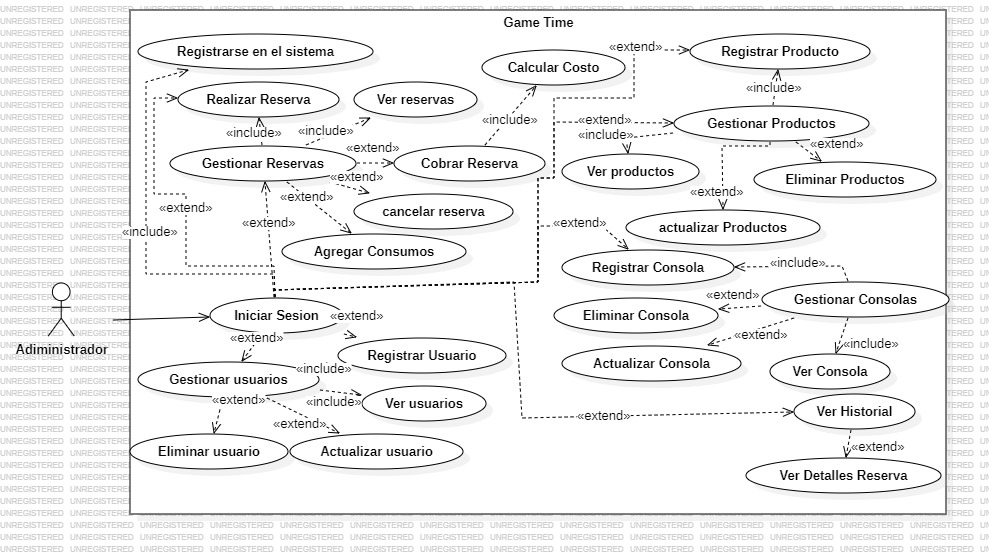 Game Time
Registrarse en el sistema
Realizar Reserva
Ver reservas
Calcular Costo
«extend»
Registrar Producto
«include»
«include»
«include»
«include»
Gestionar Productos
«extend»
«include»
«extend»
Gestionar Reservas
«extend»
Cobrar Reserva
Ver productos
Eliminar Productos
«extend»
«extend»
cancelar reserva
«extend»
«extend»
«extend»
actualizar Productos
«include»
Agregar Consumos
«extend»
Registrar Consola
«include»
Gestionar Consolas
«extend»
Iniciar Sesion
«extend»
Eliminar Consola
«extend»
«extend»
«include»
Adiministrador
Registrar Usuario
Actualizar Consola
Ver Consola
«include»
Gestionar usuarios
«extend»
«include»
Ver usuarios
«extend»
Ver Historial
«extend»
«extend»
Eliminar usuario
Actualizar usuario
Ver Detalles Reserva
UNREGISTERED